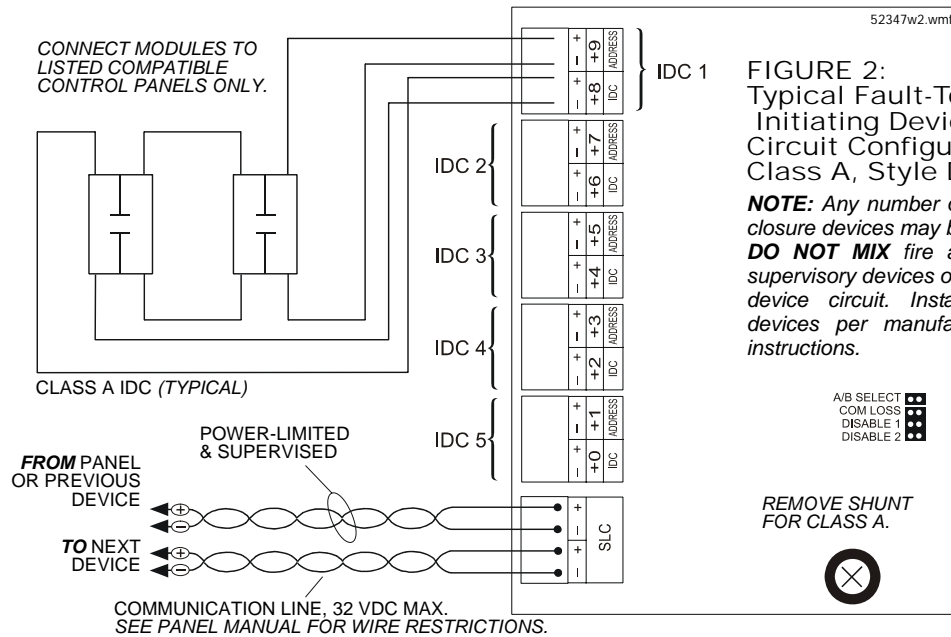 52347w2.wmf
CONNECT MODULES TO
LISTED COMPATIBLE
CONTROL PANELS ONLY.
IDC 1
IDC 2
IDC 3
IDC 4
IDC 5
+ − +9 ADDRESS
+ − +8 IDC
+ − +7 ADDRESS
+ − +6 IDC
+ − +5 ADDRESS
+ − +4 IDC
+ − +3 ADDRESS
+ − +2 IDC
+ − +1 ADDRESS
+ − +0 IDC
CLASS A IDC (TYPICAL)
POWER-LIMITED
& SUPERVISED
FROM PANEL
OR PREVIOUS
DEVICE
+
−
TO NEXT
DEVICE
+
−
+ − + −
SLC
COMMUNICATION LINE, 32 VDC MAX.
SEE PANEL MANUAL FOR WIRE RESTRICTIONS.
FIGURE 2:
Typical Fault-
Initiating
Circuit
Class A, Style
NOTE: Any number
closure devices may
DO NOT MIX fire
supervisory devices
device circuit.
devices per
instructions.
A/B SELECT
COM LOSS
DISABLE 1
DISABLE 2
REMOVE SHUNT
FOR CLASS A.